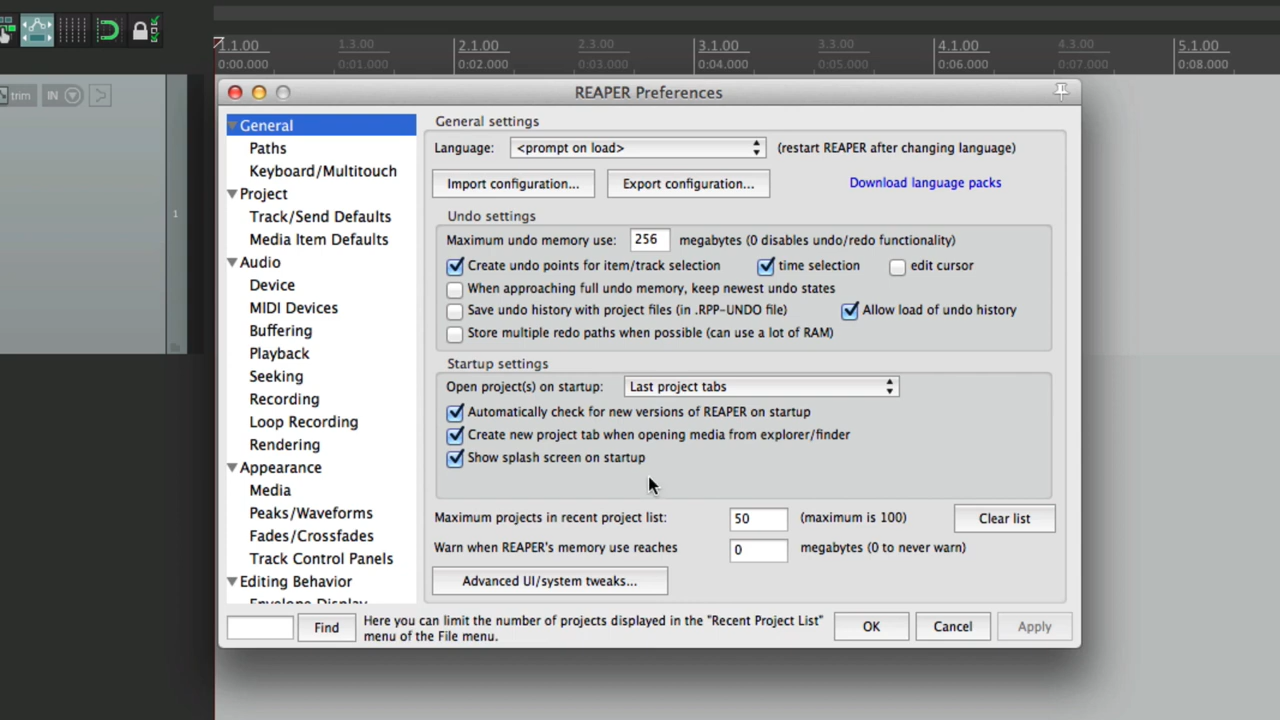 1.1.00 1.3.00 2.1.00 2.3.00 3.1.00 3.3.00 4.1.00 4.3.00 5.1.00
0:00.000 0:01.000 0:02.000 0:03.000 0:04.000 0:05.000 0:06.000 0:07.000 0:08.000
trim IN
1
REAPER Preferences
General
Paths
Keyboard/Multitouch
Project
Track/Send Defaults
Media Item Defaults
Audio
Device
MIDI Devices
Buffering
Playback
Seeking
Recording
Loop Recording
Rendering
Appearance
Media
Peaks/Waveforms
Fades/Crossfades
Track Control Panels
Editing Behavior
Envelope Display
Find
General settings
Language: <prompt on load> (restart REAPER after changing language)
Import configuration... Export configuration... Download language packs
Undo settings
Maximum undo memory use: 256 megabytes (0 disables undo/redo functionality)
Create undo points for item/track selection time selection edit cursor
When approaching full undo memory, keep newest undo states
Save undo history with project files (in .RPP-UNDO file) Allow load of undo history
Store multiple redo paths when possible (can use a lot of RAM)
Startup settings
Open project(s) on startup: Last project tabs
Automatically check for new versions of REAPER on startup
Create new project tab when opening media from explorer/finder
Show splash screen on startup
Maximum projects in recent project list: 50 (maximum is 100) Clear list
Warn when REAPER's memory use reaches 0 megabytes (0 to never warn)
Advanced UI/system tweaks...
Here you can limit the number of projects displayed in the "Recent Project List"
menu of the File menu.
OK Cancel Apply